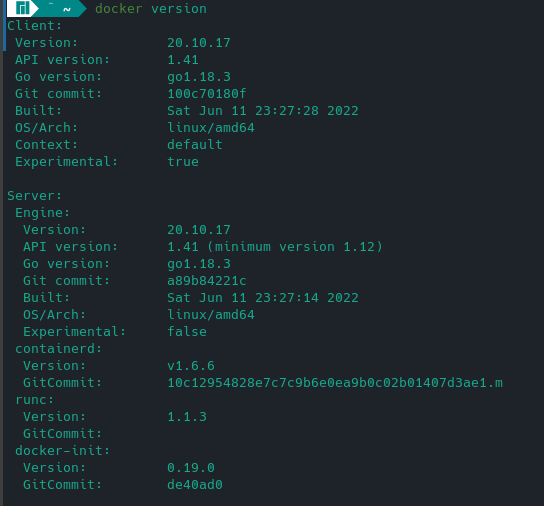 ~ docker version
Client:
 Version:           20.10.17
 API version:       1.41
 Go version:        go1.18.3
 Git commit:        100c70180f
 Built:             Sat Jun 11 23:27:28 2022
 OS/Arch:           linux/amd64
 Context:           default
 Experimental:      true

Server:
 Engine:
  Version:          20.10.17
  API version:      1.41 (minimum version 1.12)
  Go version:       go1.18.3
  Git commit:       a89b84221c
  Built:            Sat Jun 11 23:27:14 2022
  OS/Arch:          linux/amd64
  Experimental:     false
 containerd:
  Version:          v1.6.6
  GitCommit:        10c12954828e7c7c9b6e0ea9b0c02b01407d3ae1.m
 runc:
  Version:          1.1.3
  GitCommit:
 docker-init:
  Version:          0.19.0
  GitCommit:        de40ad0